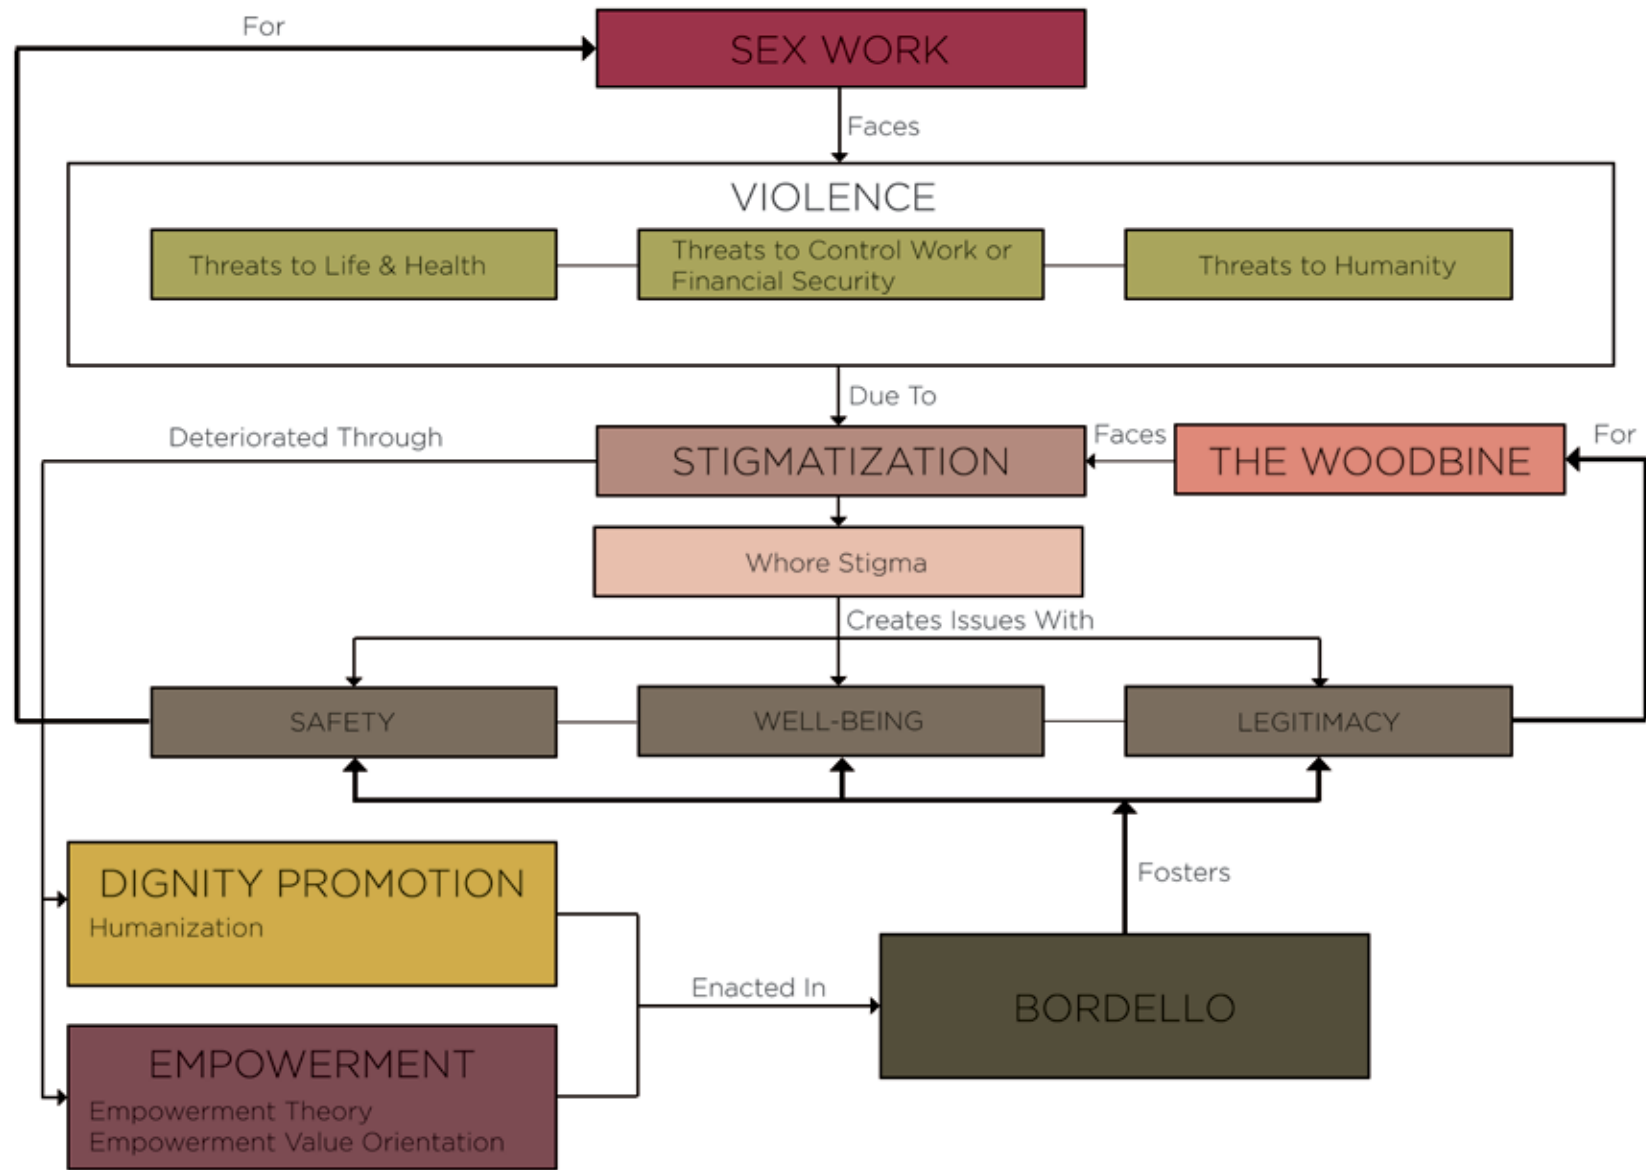 For
SEX WORK
Faces
VIOLENCE
Threats to Life & Health
Threats to Control Work or
Financial Security
Threats to Humanity
Due To
Deteriorated Through
STIGMATIZATION
Faces
THE WOODBINE
For
Whore Stigma
Creates Issues With
SAFETY
WELL-BEING
LEGITIMACY
Fosters
DIGNITY PROMOTION
Humanization
Enacted In
BORDELLO
EMPOWERMENT
Empowerment Theory
Empowerment Value Orientation